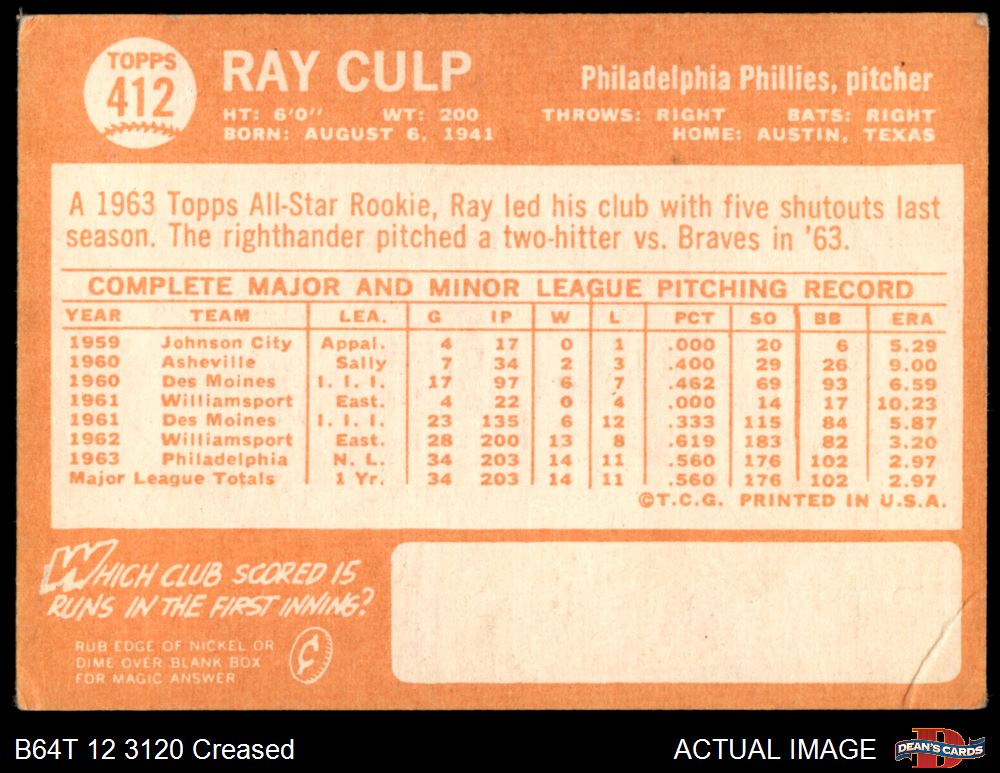 TOPPS
412
RAY CULP
Philadelphia Phillies, pitcher
HT: 6'0" WT: 200 THROWS: RIGHT BATS: RIGHT
BORN: AUGUST 6, 1941 HOME: AUSTIN, TEXAS
A 1963 Topps All-Star Rookie, Ray led his club with five shutouts last
season. The righthander pitched a two-hitter vs. Braves in '63.
COMPLETE MAJOR AND MINOR LEAGUE PITCHING RECORD
YEAR TEAM LEA. G IP W L PCT SO BB ERA
1959 Johnson City Appal. 4 17 0 1 .000 20 6 5.29
1960 Asheville Sally 7 34 2 3 .400 29 26 9.00
1960 Des Moines I. I. I. 17 97 6 7 .462 69 93 6.59
1961 Williamsport East. 4 22 0 4 .000 14 17 10.23
1961 Des Moines I. I. I. 23 135 6 12 .333 115 84 5.87
1962 Williamsport East. 28 200 13 8 .619 183 82 3.20
1963 Philadelphia N. L. 34 203 14 11 .560 176 102 2.97
Major League Totals 1 Yr. 34 203 14 11 .560 176 102 2.97
©T.C.G. PRINTED IN U.S.A.
WHICH CLUB SCORED 15
RUNS IN THE FIRST INNING?
RUB EDGE OF NICKEL OR
DIME OVER BLANK BOX
FOR MAGIC ANSWER
B64T 12 3120 Creased
ACTUAL IMAGE
DEAN'S CARDS